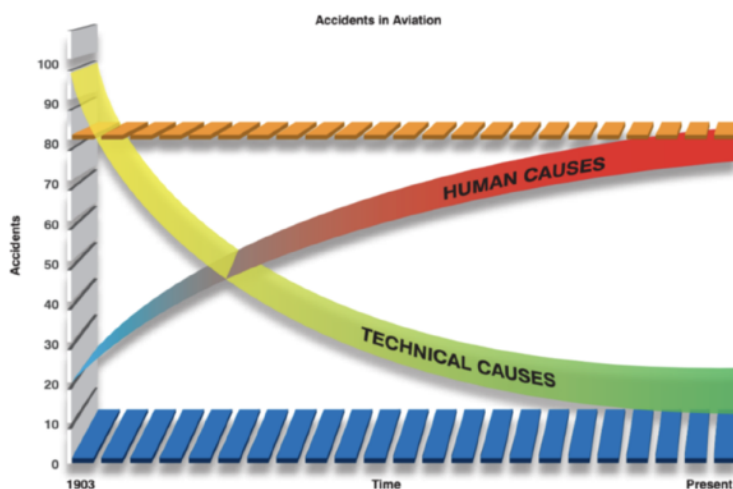 Accidents in Aviation
100
90
80
70
60
50
40
30
20
10
0
Accidents
HUMAN CAUSES
TECHNICAL CAUSES
1903
Time
Present